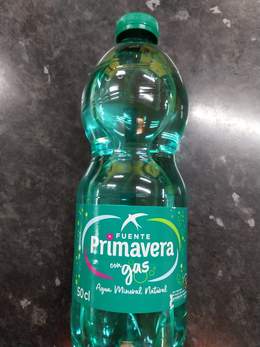 FUENTE
Primavera
con
gas
Agua Mineral Natural
50 cl